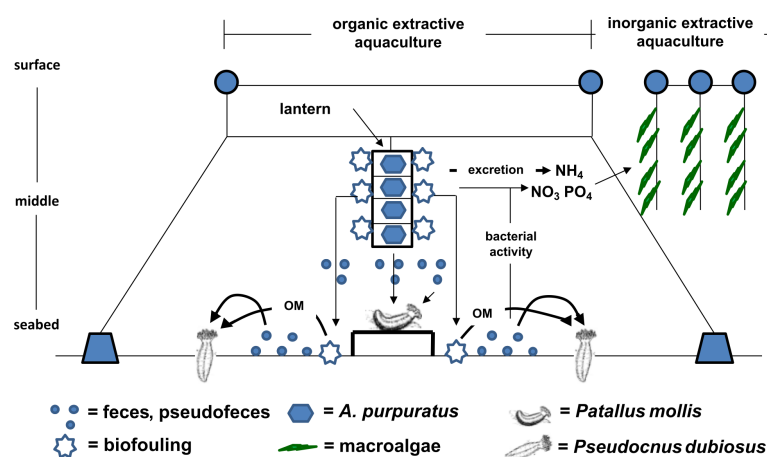 organic extractive
aquaculture
inorganic extractive
aquaculture
surface
lantern
excretion
NH4
NO3 PO4
middle
bacterial
activity
OM
OM
seabed
= feces, pseudofeces
= A. purpuratus
= Patallus mollis
= biofouling
= macroalgae
= Pseudocnus dubiosus